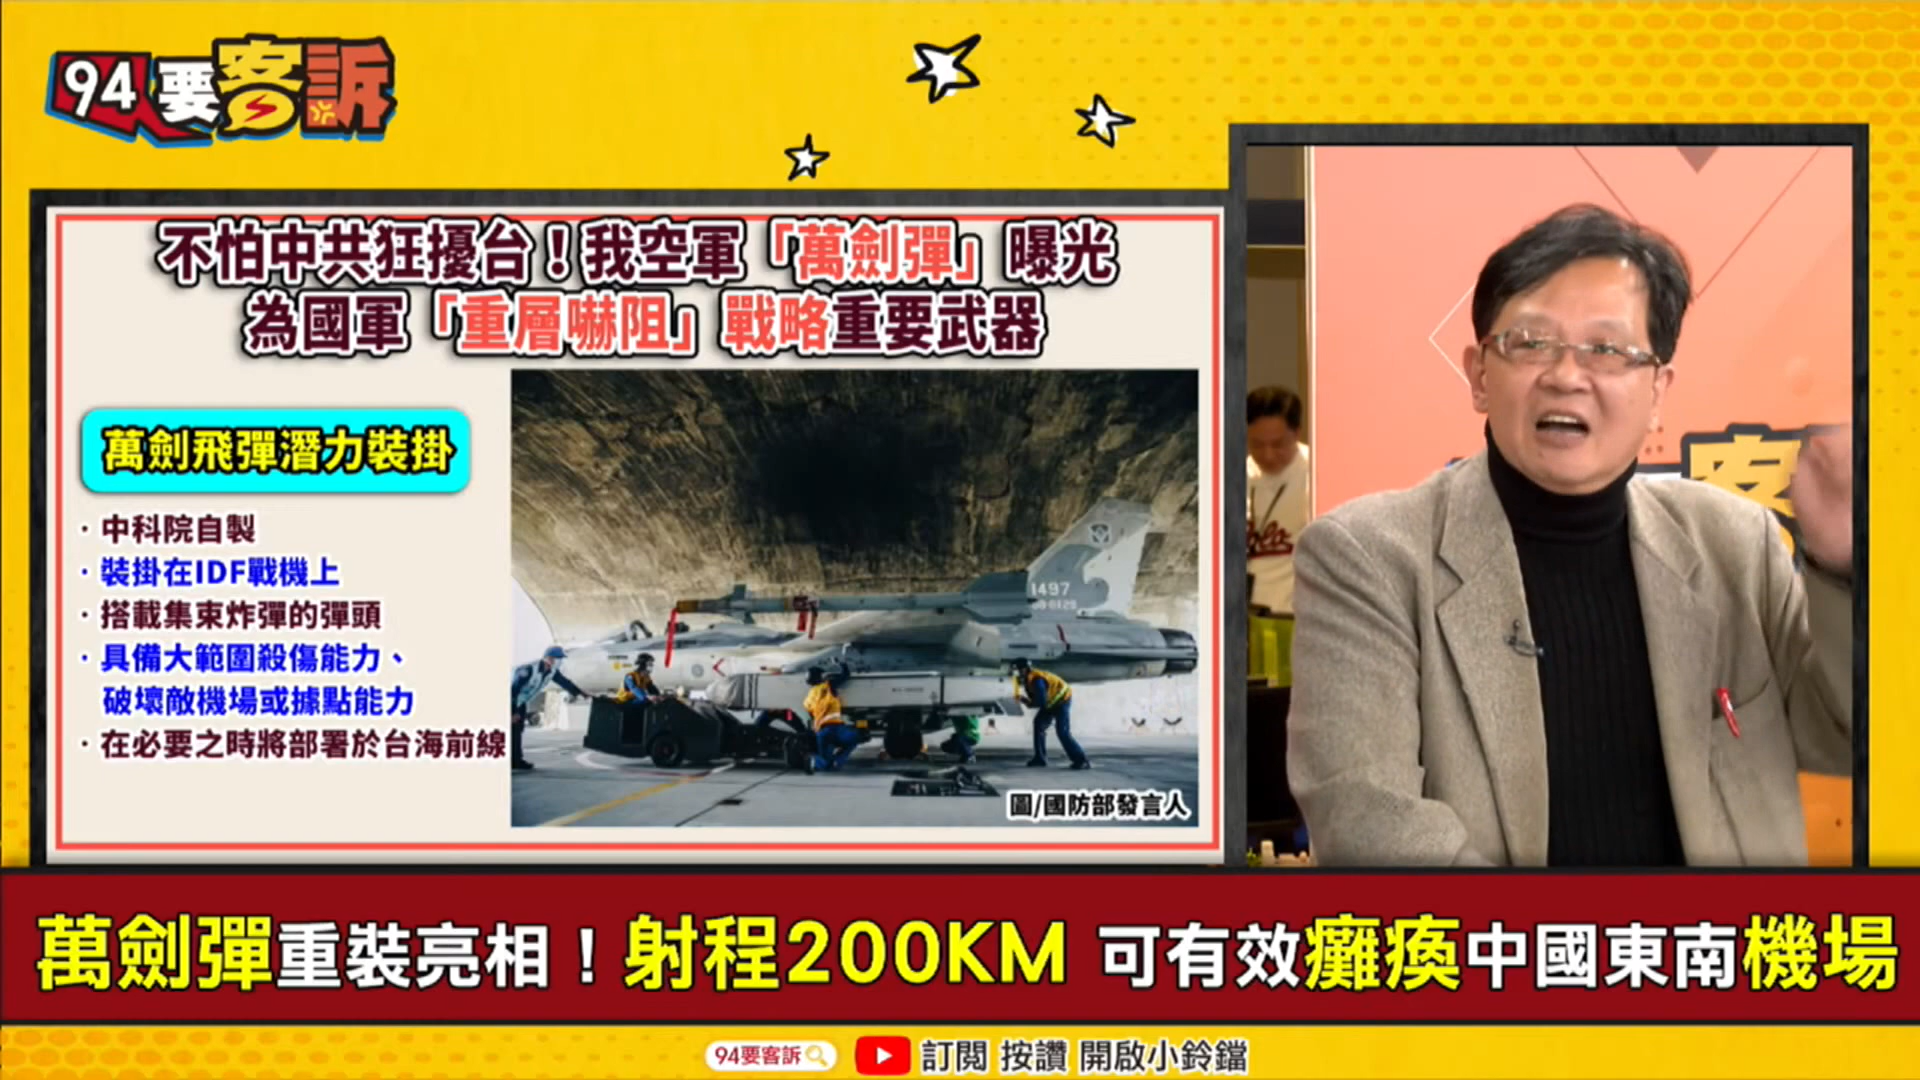 94要客訴
不怕中共狂擾台！我空軍「萬劍彈」曝光
為國軍「重層嚇阻」戰略重要武器
萬劍飛彈潛力裝掛
·中科院自製
·裝掛在IDF戰機上
·搭載集束炸彈的彈頭
·具備大範圍殺傷能力、
破壞敵機場或據點能力
·在必要之時將部署於台海前線
1497
圖/國防部發言人
客
萬劍彈重裝亮相！射程200KM 可有效癱瘓中國東南機場
94要客訴
訂閱 按讚 開啟小鈴鐺